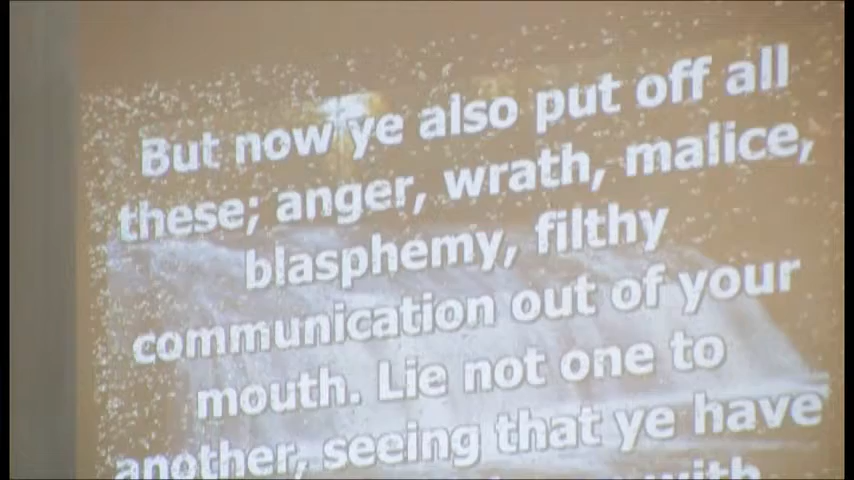 But now ye also put off all
these; anger, wrath, malice,
blasphemy, filthy
communication out of your
mouth. Lie not one to
another, seeing that ye have
with